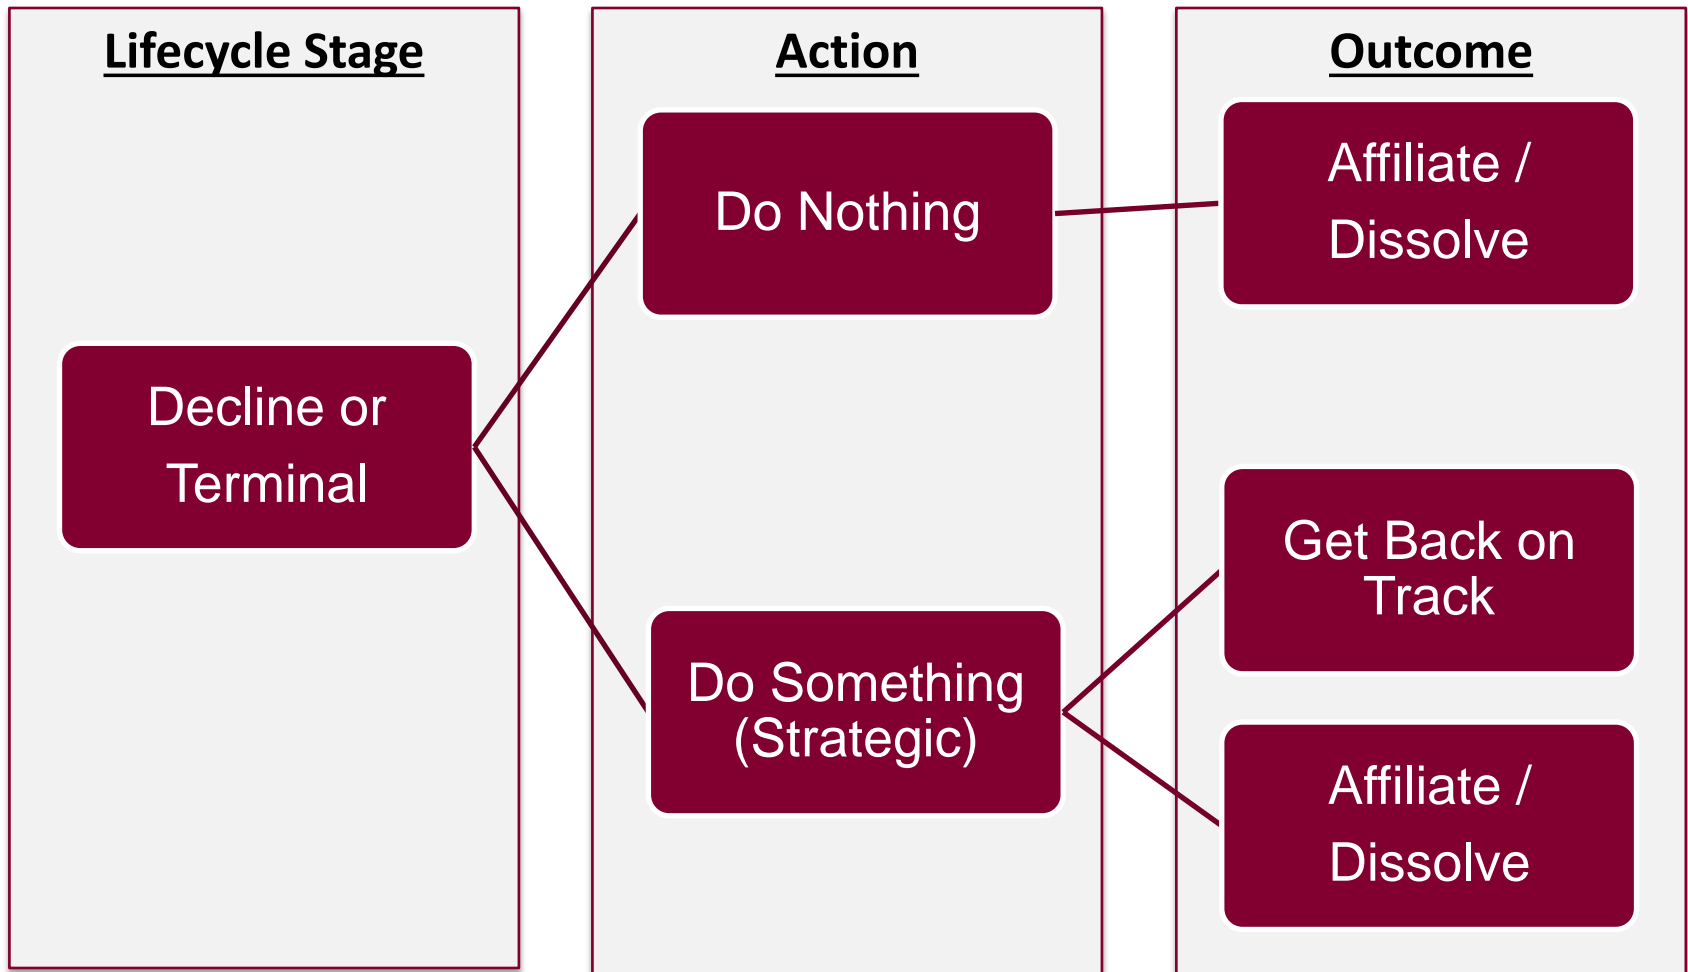 Lifecycle Stage
Decline or
Terminal
Action
Do Nothing
Do Something
(Strategic)
Outcome
Affiliate /
Dissolve
Get Back on
Track
Affiliate /
Dissolve